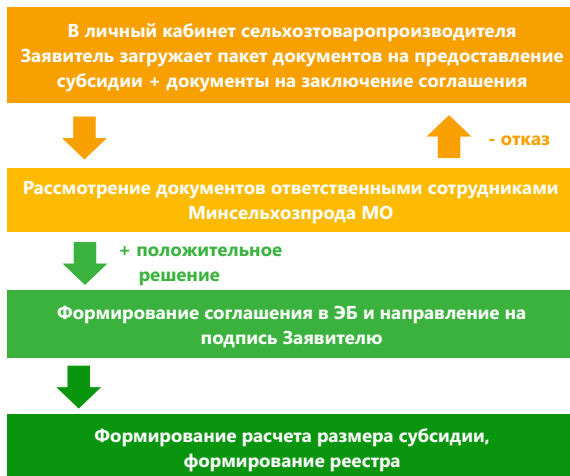 В личный кабинет сельхозтоваропроизводителя
Заявитель загружает пакет документов на предоставление
субсидии + документы на заключение соглашения
- отказ
Рассмотрение документов ответственными сотрудниками
Минсельхозпрода МО
+ положительное
решение
Формирование соглашения в ЭБ и направление на
подпись Заявителю
Формирование расчета размера субсидии,
формирование реестра